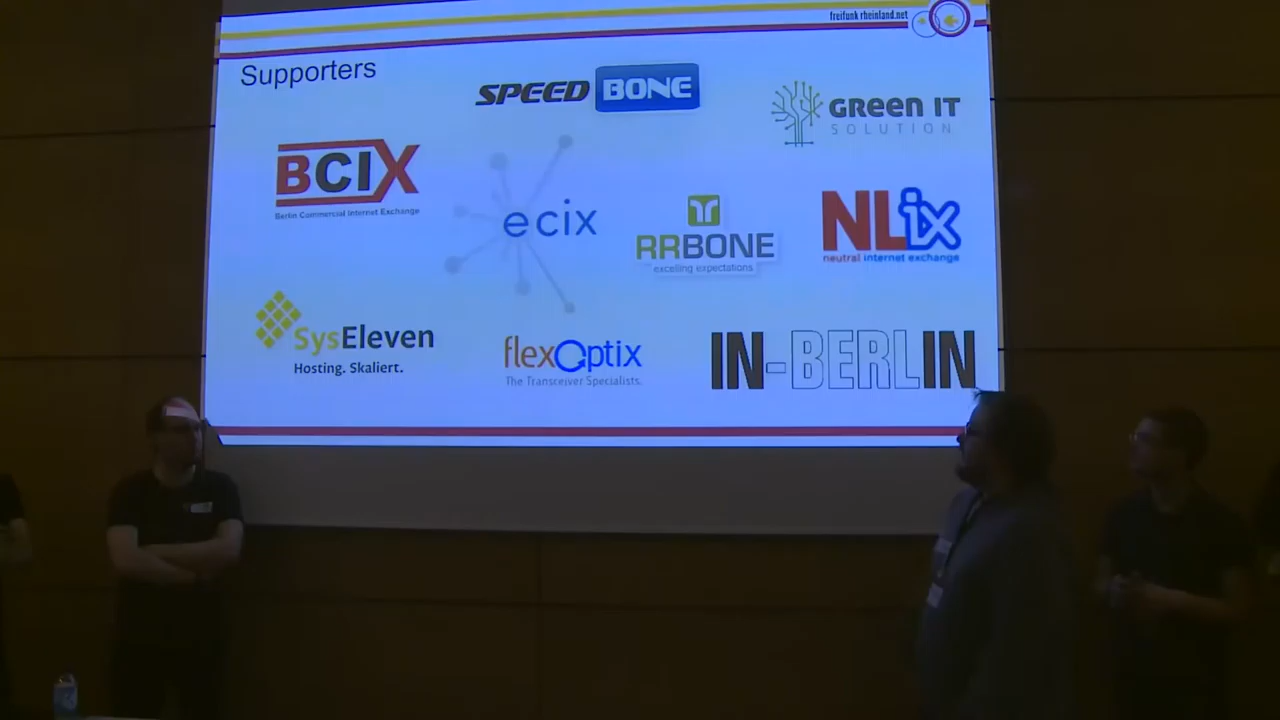 freifunk rheinland.net
Supporters
SPEED BONE
GREEN IT
SOLUTION
BCIX
Berlin Commercial Internet Exchange
ecix
RRBONE
excelling expectations
NLix
neutral internet exchange
SysEleven
Hosting. Skaliert.
flexOptix
The Transceiver Specialists.
IN-BERLIN